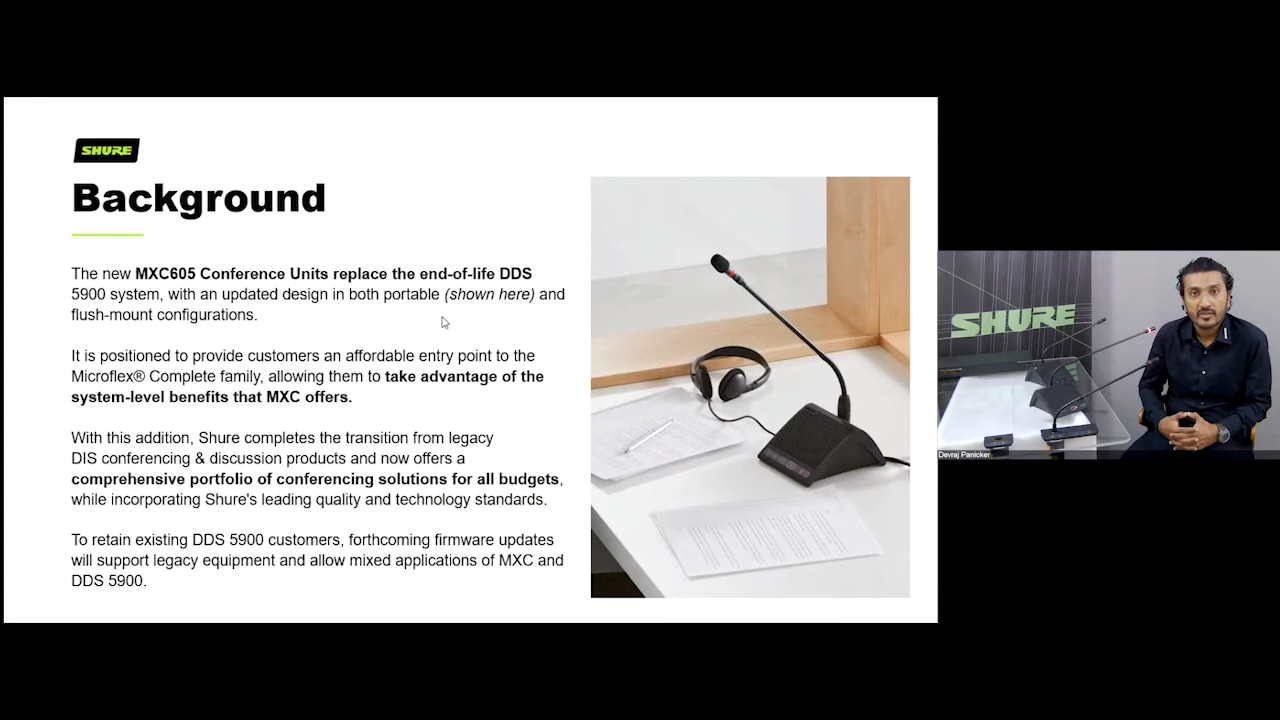 SHURE
Background
The new MXC605 Conference Units replace the end-of-life DDS
5900 system, with an updated design in both portable (shown here) and
flush-mount configurations.
It is positioned to provide customers an affordable entry point to the
Microflex® Complete family, allowing them to take advantage of the
system-level benefits that MXC offers.
With this addition, Shure completes the transition from legacy
DIS conferencing & discussion products and now offers a
comprehensive portfolio of conferencing solutions for all budgets,
while incorporating Shure's leading quality and technology standards.
To retain existing DDS 5900 customers, forthcoming firmware updates
will support legacy equipment and allow mixed applications of MXC and
DDS 5900.
SHURE
Devraj Panicker